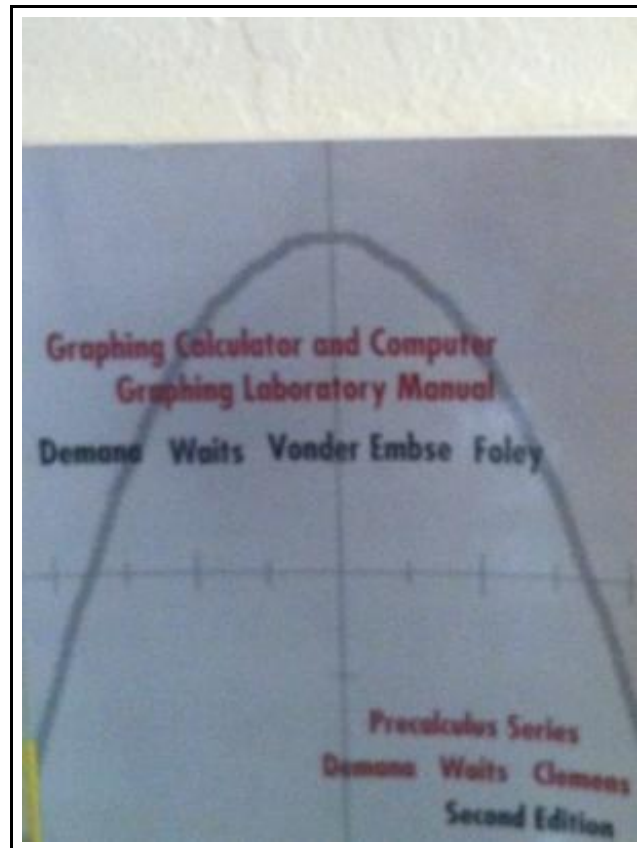 Graphing Calculator and Computer
Graphing Laboratory Manual
Demana Waits Vonder Embse Foley
Precalculus Series
Demana Waits Clemens
Second Edition